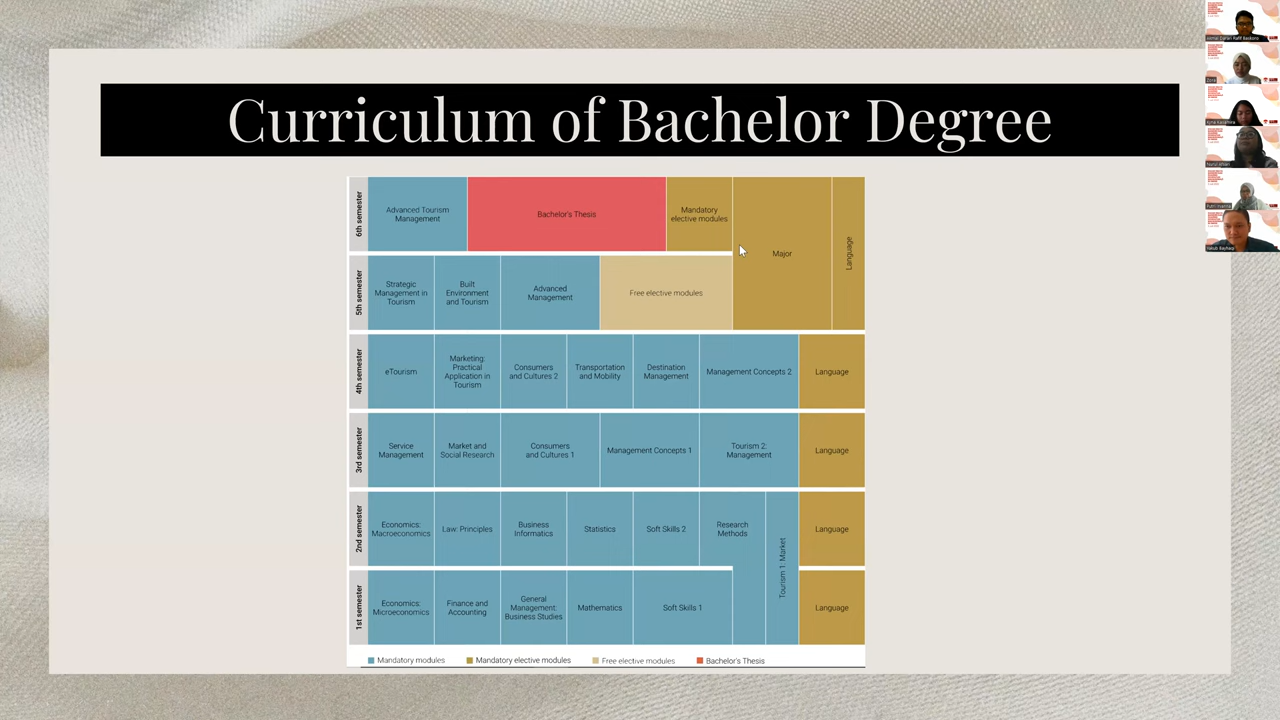 Curriculum of Bachelor Degree
6th semester
Advanced Tourism
Management
Bachelor's Thesis
Mandatory
elective modules
Major
Language
5th semester
Strategic
Management in
Tourism
Built
Environment
and Tourism
Advanced
Management
Free elective modules
4th semester
eTourism
Marketing:
Practical
Application in
Tourism
Consumers
and Cultures 2
Transportation
and Mobility
Destination
Management
Management Concepts 2
Language
3rd semester
Service
Management
Market and
Social Research
Consumers
and Cultures 1
Management Concepts 1
Tourism 2:
Management
Language
2nd semester
Economics:
Macroeconomics
Law: Principles
Business
Informatics
Statistics
Soft Skills 2
Research
Methods
Tourism 1: Market
Language
1st semester
Economics:
Microeconomics
Finance and
Accounting
General
Management:
Business Studies
Mathematics
Soft Skills 1
Language
Mandatory modules
Mandatory elective modules
Free elective modules
Bachelor's Thesis